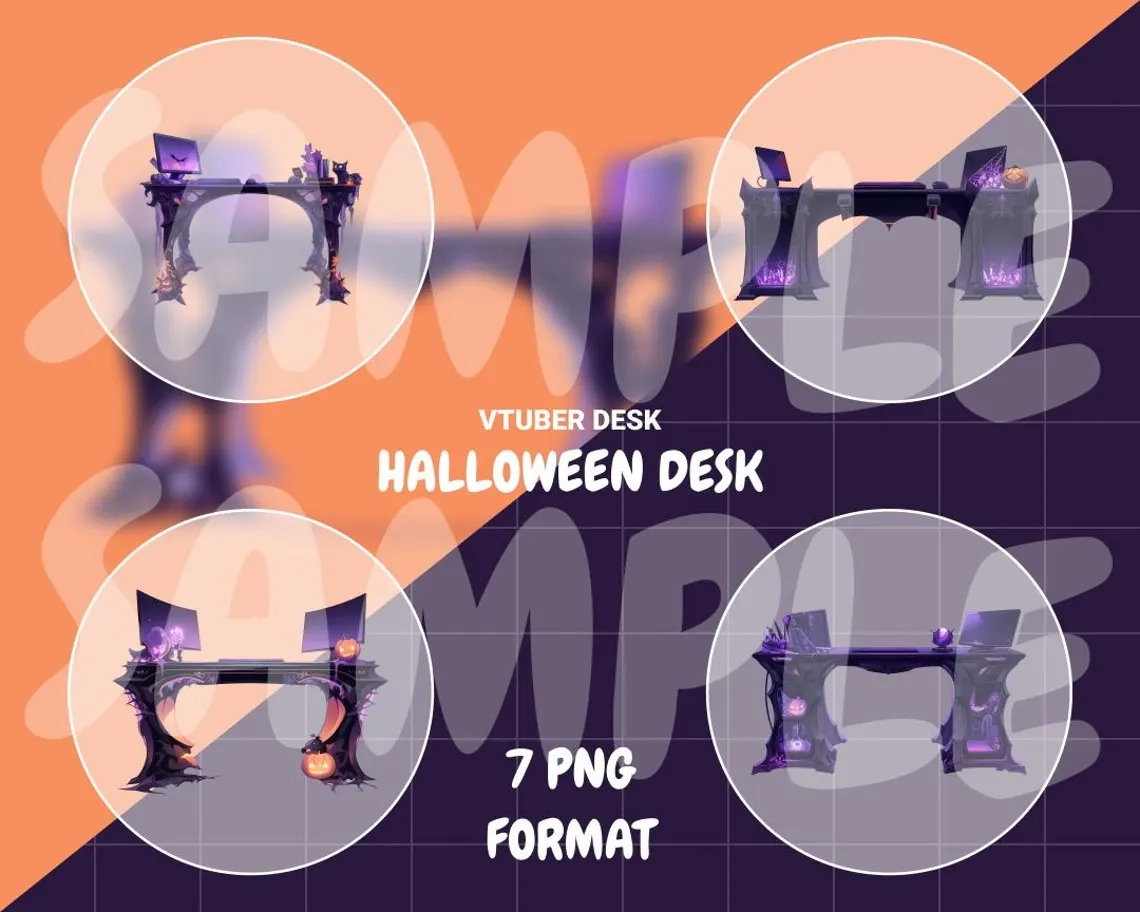 SAMPLE
VTUBER DESK
HALLOWEEN DESK
SAMPLE
7 PNG
FORMAT